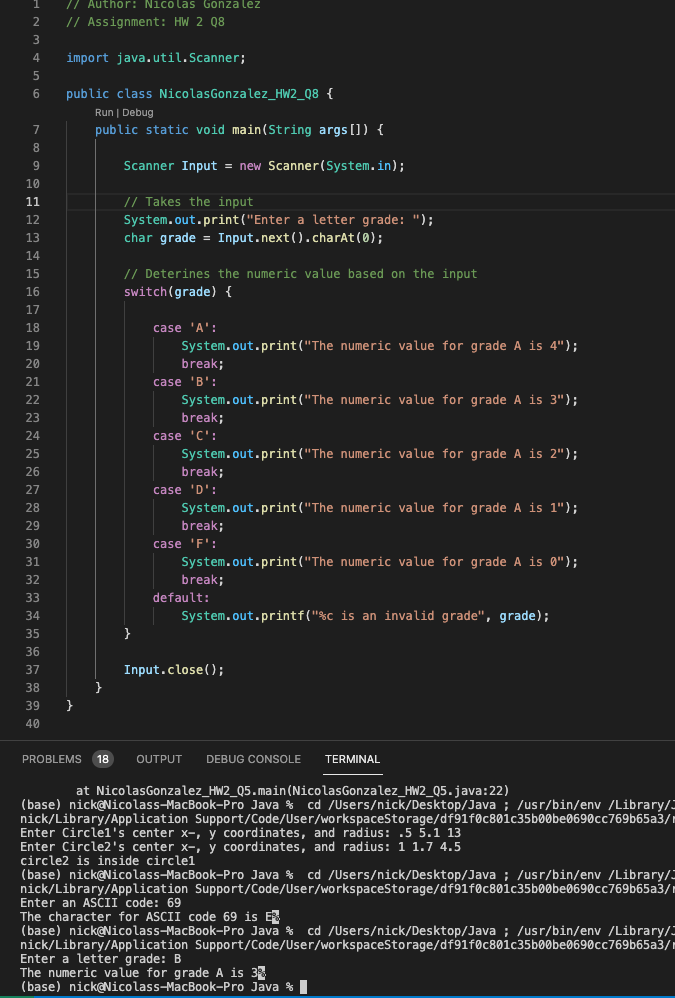 1 // Author: Nicolas Gonzalez
2 // Assignment: HW 2 Q8
3
4 import java.util.Scanner;
5
6 public class NicolasGonzalez_HW2_Q8 {
Run | Debug
7 public static void main(String args[]) {
8
9 Scanner Input = new Scanner(System.in);
10
11 // Takes the input
12 System.out.print("Enter a letter grade: ");
13 char grade = Input.next().charAt(0);
14
15 // Deterines the numeric value based on the input
16 switch(grade) {
17
18 case 'A':
19 System.out.print("The numeric value for grade A is 4");
20 break;
21 case 'B':
22 System.out.print("The numeric value for grade A is 3");
23 break;
24 case 'C':
25 System.out.print("The numeric value for grade A is 2");
26 break;
27 case 'D':
28 System.out.print("The numeric value for grade A is 1");
29 break;
30 case 'F':
31 System.out.print("The numeric value for grade A is 0");
32 break;
33 default:
34 System.out.printf("%c is an invalid grade", grade);
35 }
36
37 Input.close();
38 }
39 }
40
PROBLEMS 18 OUTPUT DEBUG CONSOLE TERMINAL
at NicolasGonzalez_HW2_Q5.main(NicolasGonzalez_HW2_Q5.java:22)
(base) nick@Nicolass-MacBook-Pro Java % cd /Users/nick/Desktop/Java ; /usr/bin/env /Library/J
nick/Library/Application Support/Code/User/workspaceStorage/df91f0c801c35b00be0690cc769b65a3/r
Enter Circle1's center x-, y coordinates, and radius: .5 5.1 13
Enter Circle2's center x-, y coordinates, and radius: 1 1.7 4.5
circle2 is inside circle1
(base) nick@Nicolass-MacBook-Pro Java % cd /Users/nick/Desktop/Java ; /usr/bin/env /Library/J
nick/Library/Application Support/Code/User/workspaceStorage/df91f0c801c35b00be0690cc769b65a3/r
Enter an ASCII code: 69
The character for ASCII code 69 is E%
(base) nick@Nicolass-MacBook-Pro Java % cd /Users/nick/Desktop/Java ; /usr/bin/env /Library/J
nick/Library/Application Support/Code/User/workspaceStorage/df91f0c801c35b00be0690cc769b65a3/r
Enter a letter grade: B
The numeric value for grade A is 3%
(base) nick@Nicolass-MacBook-Pro Java %